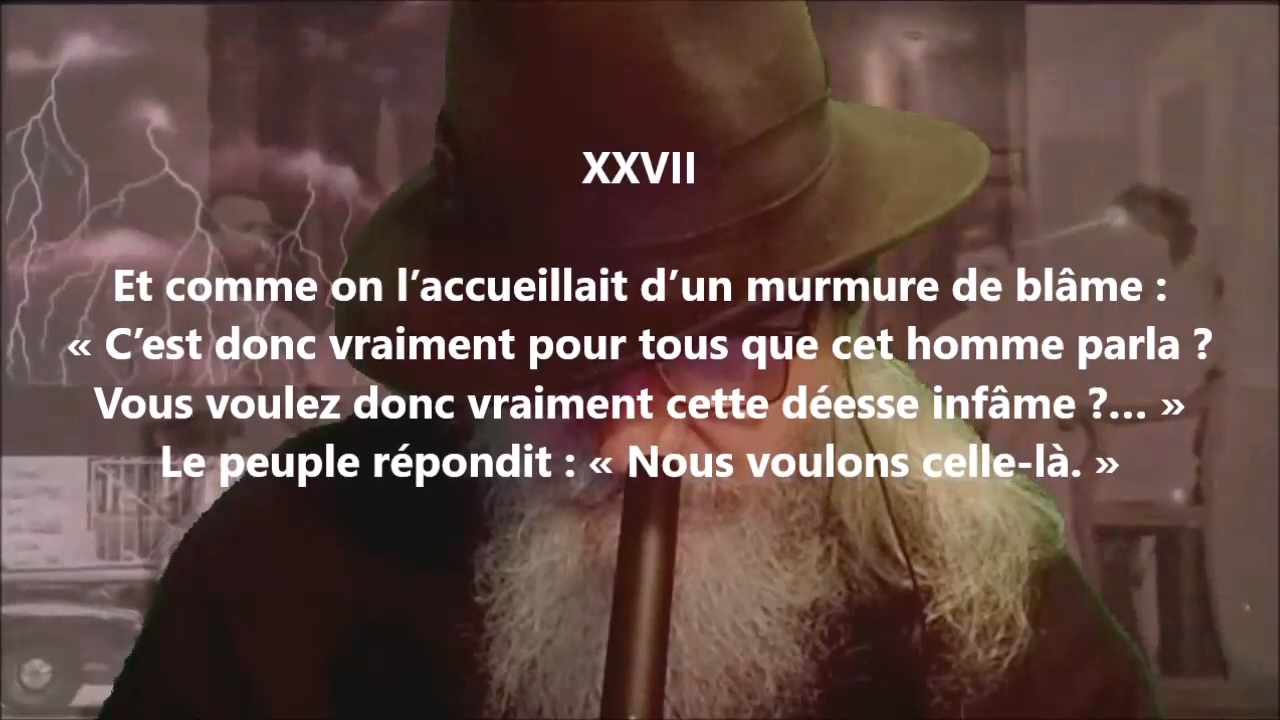 XXVII
Et comme on l’accueillait d’un murmure de blâme :
« C’est donc vraiment pour tous que cet homme parla ?
Vous voulez donc vraiment cette déesse infâme ?... »
Le peuple répondit : « Nous voulons celle-là. »